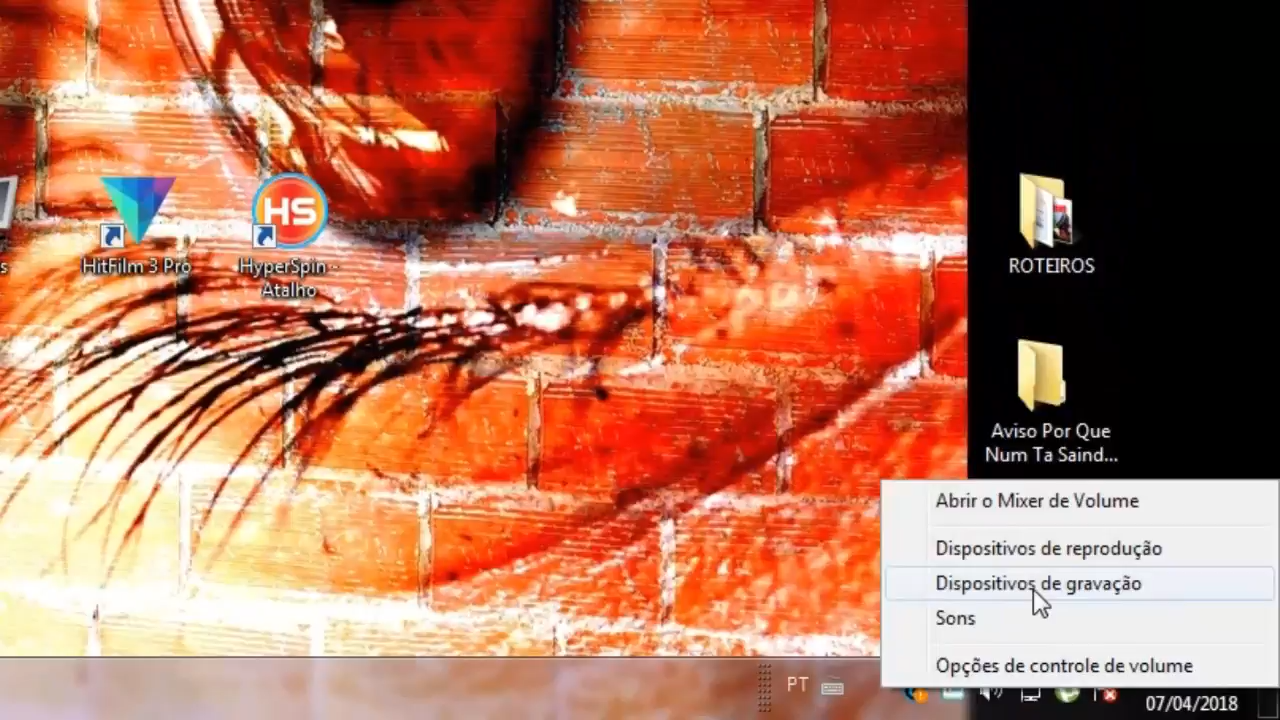 HS
s
HitFilm 3 Pro
HyperSpin -
Atalho
ROTEIROS
Aviso Por Que
Num Ta Saind...
Abrir o Mixer de Volume
Dispositivos de reprodução
Dispositivos de gravação
Sons
Opções de controle de volume
PT
07/04/2018